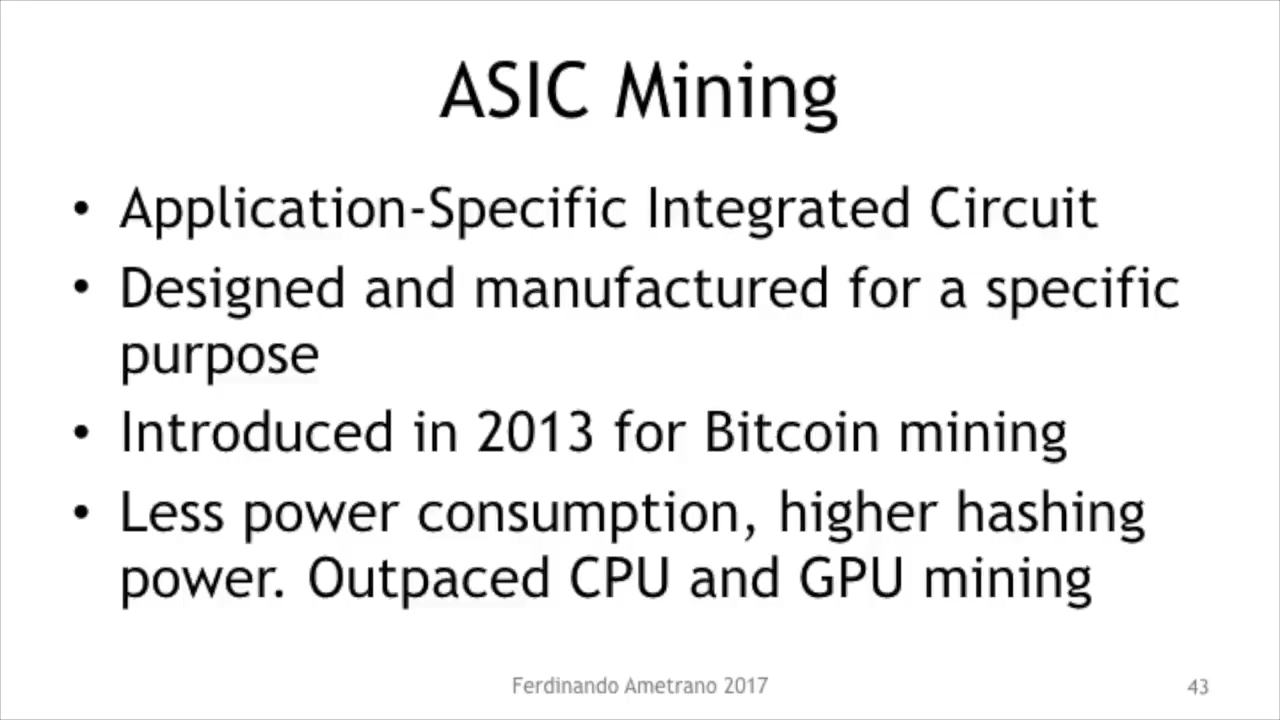 ASIC Mining
• Application-Specific Integrated Circuit
• Designed and manufactured for a specific
purpose
• Introduced in 2013 for Bitcoin mining
• Less power consumption, higher hashing
power. Outpaced CPU and GPU mining
Ferdinando Ametrano 2017
43